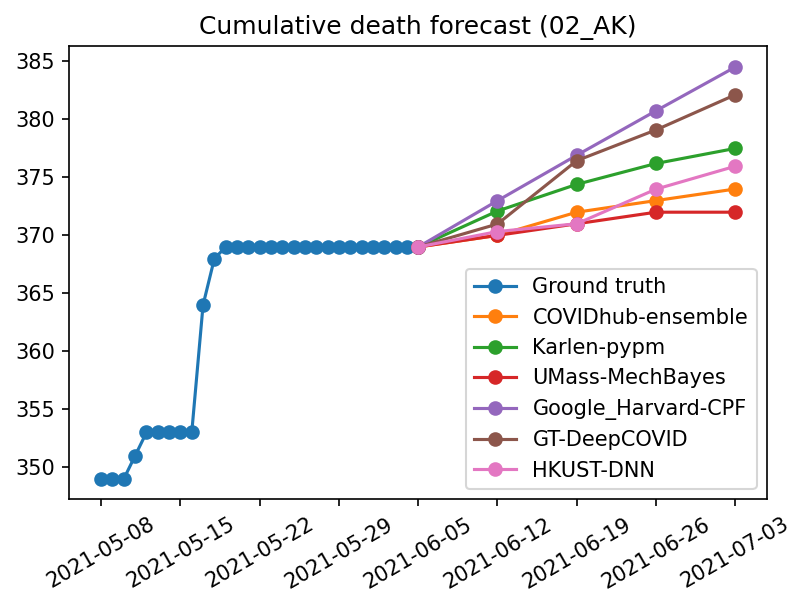 Cumulative death forecast (02_AK)
385
380
375
370
365
360
355
350
Ground truth
COVIDhub-ensemble
Karlen-pypm
UMass-MechBayes
Google_Harvard-CPF
GT-DeepCOVID
HKUST-DNN
2021-05-08
2021-05-15
2021-05-22
2021-05-29
2021-06-05
2021-06-12
2021-06-19
2021-06-26
2021-07-03